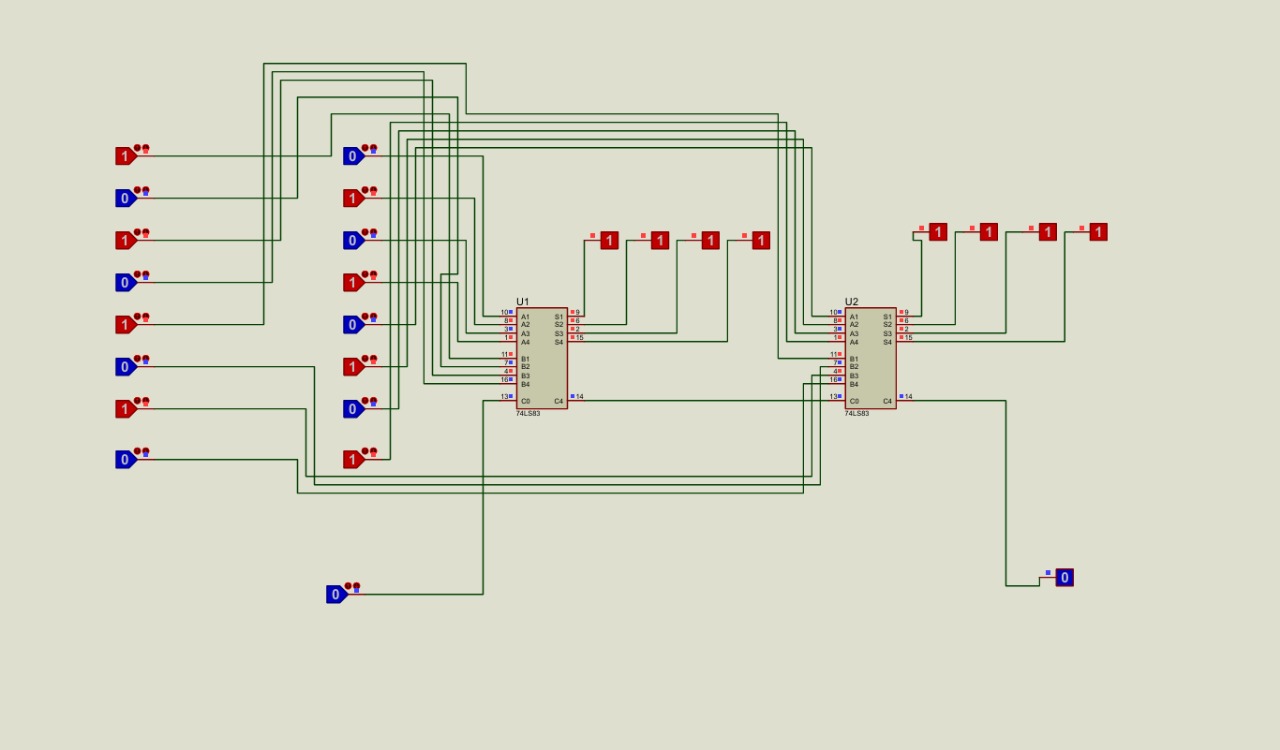 1 0
0 1
1 0
0 1
1 0
0 1
1 0
0 1
0
1 1 1 1
1 1 1 1
0
U1
10 A1 S1 9
8 A2 S2 6
3 A3 S3 2
1 A4 S4 15
11 B1
7 B2
4 B3
16 B4
13 C0 C4 14
74LS83
U2
10 A1 S1 9
8 A2 S2 6
3 A3 S3 2
1 A4 S4 15
11 B1
7 B2
4 B3
16 B4
13 C0 C4 14
74LS83